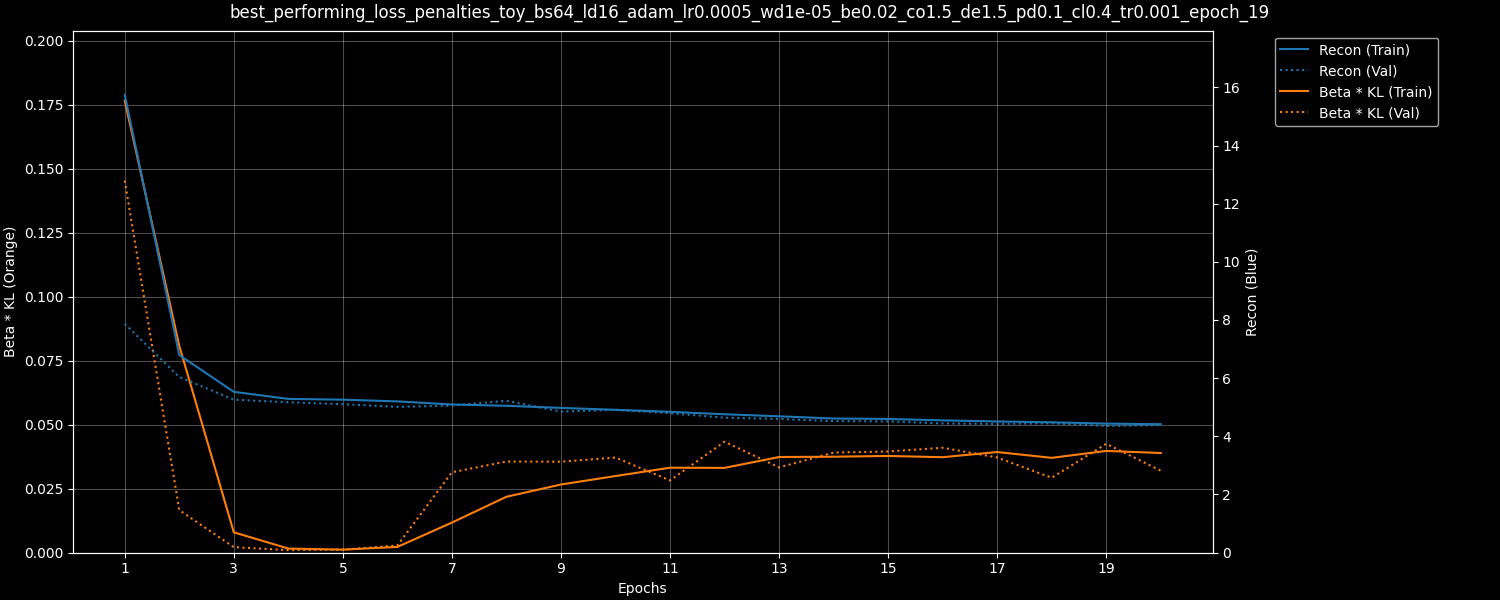 best_performing_loss_penalties_toy_bs64_ld16_adam_lr0.0005_wd1e-05_be0.02_co1.5_de1.5_pd0.1_cl0.4_tr0.001_epoch_19
Beta * KL (Orange)
0.200
0.175
0.150
0.125
0.100
0.075
0.050
0.025
0.000
1 3 5 7 9 11 13 15 17 19
Epochs
16
14
12
10
8
6
4
2
0
Recon (Blue)
Recon (Train)
Recon (Val)
Beta * KL (Train)
Beta * KL (Val)